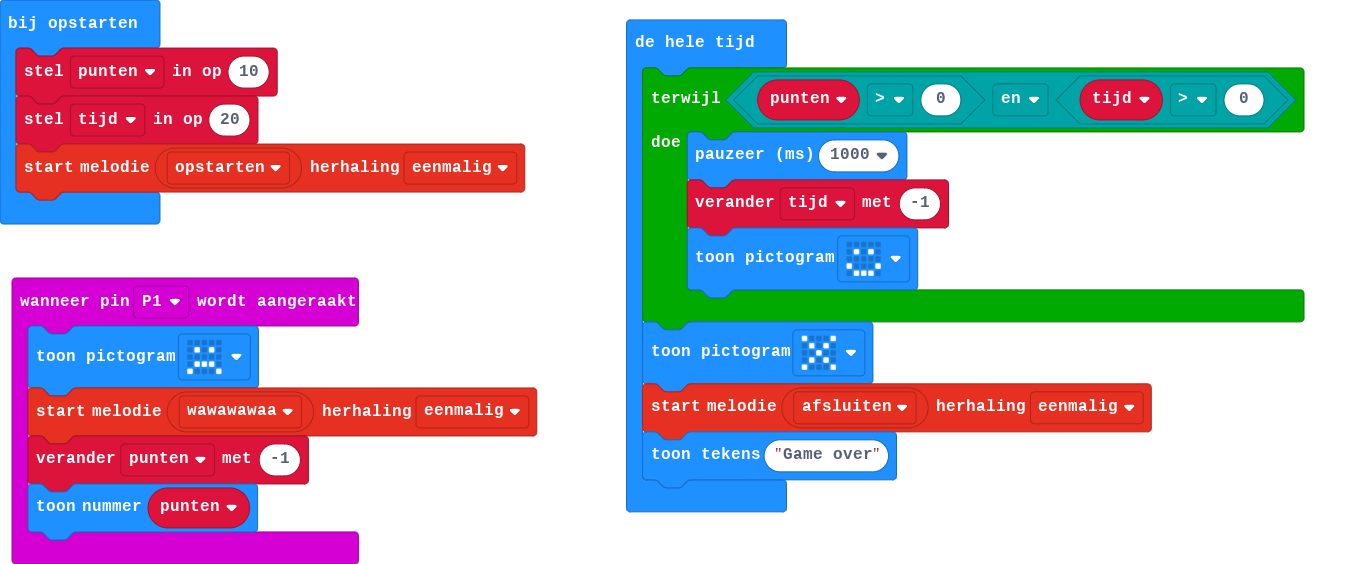 bij opstarten
stel punten in op 10
stel tijd in op 20
start melodie opstarten herhaling eenmalig
wanneer pin P1 wordt aangeraakt
toon pictogram
start melodie wawawawaa herhaling eenmalig
verander punten met -1
toon nummer punten
de hele tijd
terwijl punten > 0 en tijd > 0
doe
pauzeer (ms) 1000
verander tijd met -1
toon pictogram
toon pictogram
start melodie afsluiten herhaling eenmalig
toon tekens "Game over"